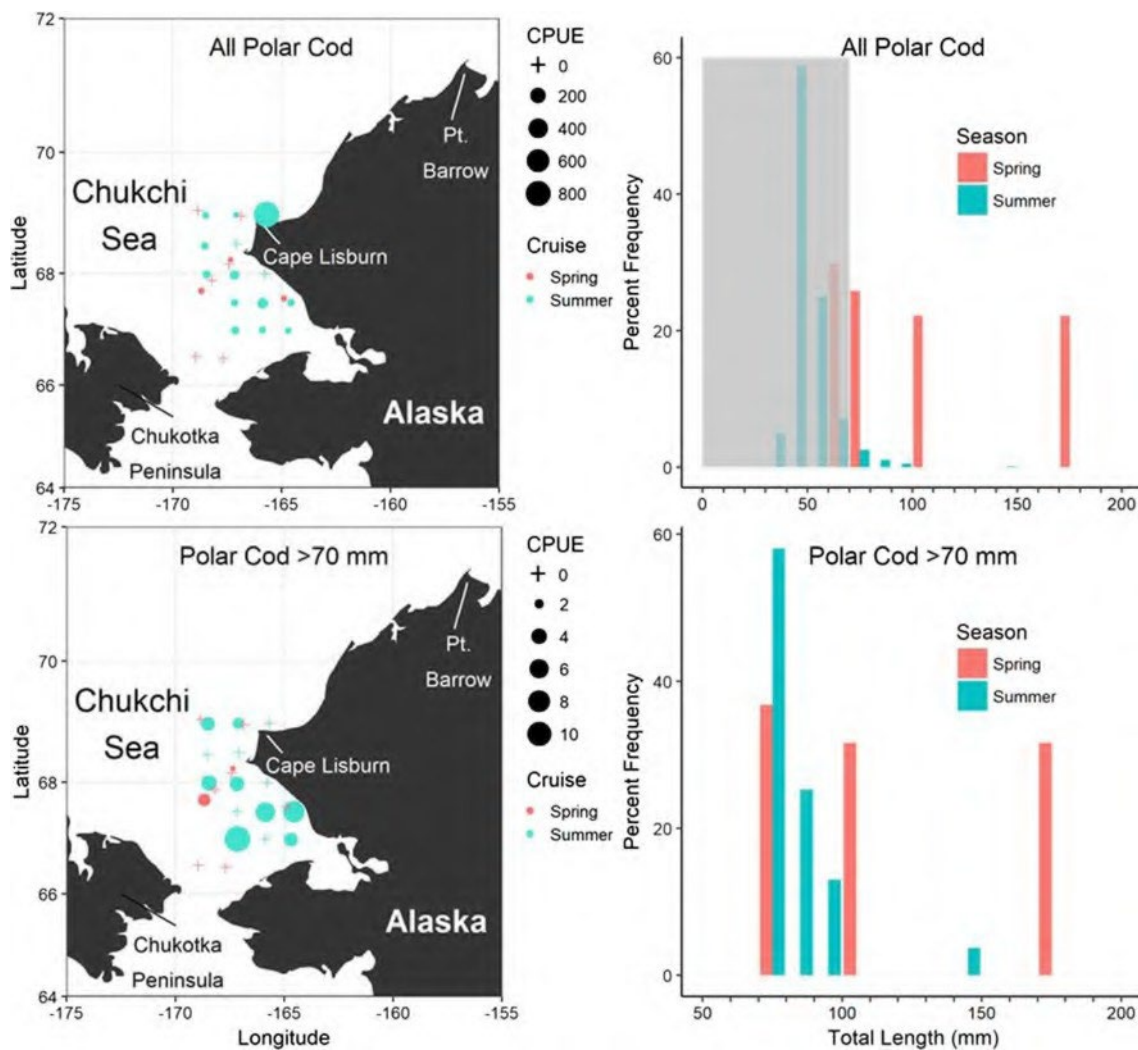 All Polar Cod
72
70
68
66
64
Latitude
-175
-170
-165
-160
-155
Chukchi
Sea
Pt.
Barrow
Cape Lisburn
Alaska
Chukotka
Peninsula
CPUE
0
200
400
600
800
Cruise
Spring
Summer
All Polar Cod
60
40
20
0
Percent Frequency
0
50
100
150
200
Season
Spring
Summer
Polar Cod >70 mm
72
70
68
66
64
Latitude
-175
-170
-165
-160
-155
Longitude
Chukchi
Sea
Pt.
Barrow
Cape Lisburn
Alaska
Chukotka
Peninsula
CPUE
0
2
4
6
8
10
Cruise
Spring
Summer
Polar Cod >70 mm
60
40
20
0
Percent Frequency
50
100
150
200
Total Length (mm)
Season
Spring
Summer